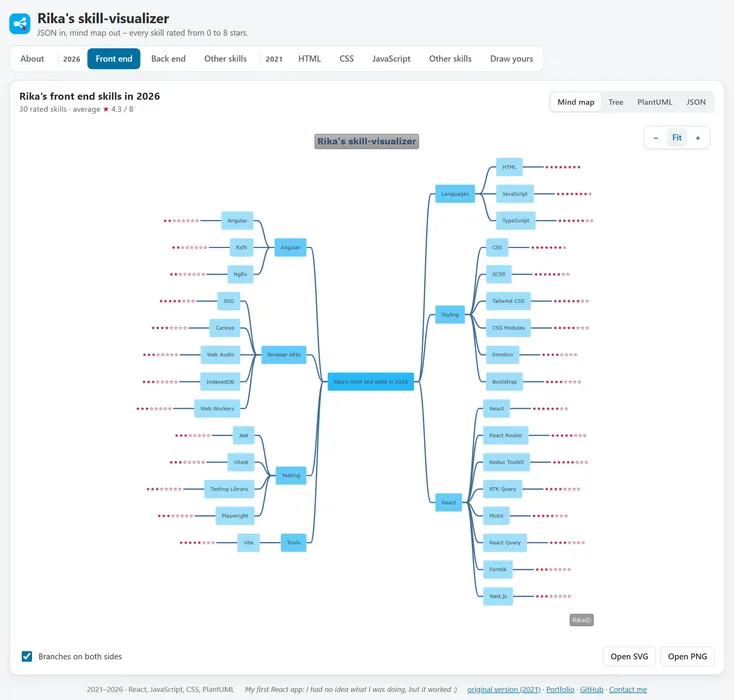 Rika's skill-visualizer
JSON in, mind map out – every skill rated from 0 to 8 stars.
About 2026 Front end Back end Other skills 2021 HTML CSS JavaScript Other skills Draw yours
Rika's front end skills in 2026
30 rated skills · average ★ 4.3 / 8
Mind map Tree PlantUML JSON
− Fit +
Rika's skill-visualizer
Angular ★★☆☆☆☆☆☆
RxJS ★★☆☆☆☆☆☆
NgRx ★★☆☆☆☆☆☆
Angular
SVG ★★★★★☆☆☆
Canvas ★★★★☆☆☆☆
Web Audio ★★★☆☆☆☆☆
IndexedDB ★★★☆☆☆☆☆
Web Workers ★★★☆☆☆☆☆
Browser APIs
Jest ★★★☆☆☆☆☆
Vitest ★★★☆☆☆☆☆
Testing Library ★★★☆☆☆☆☆
Playwright ★★★☆☆☆☆☆
Testing
Vite ★★★★★☆☆☆
Tools
Rika's front end skills in 2026
Languages
HTML ★★★★★★★★
JavaScript ★★★★★★★☆
TypeScript ★★★★★★☆☆
Styling
CSS ★★★★★★★☆
SCSS ★★★★★★☆☆
Tailwind CSS ★★★★★★☆☆
CSS Modules ★★★★★☆☆☆
Emotion ★★★★☆☆☆☆
Bootstrap ★★★★☆☆☆☆
React
React ★★★★★★☆☆
React Router ★★★★★☆☆☆
Redux Toolkit ★★★★★☆☆☆
RTK Query ★★★★☆☆☆☆
MobX ★★★★★☆☆☆
React Query ★★★★☆☆☆☆
Formik ★★★☆☆☆☆☆
Next.js ★★★☆☆☆☆☆
Rika©
Branches on both sides
Open SVG Open PNG
2021–2026 · React, JavaScript, CSS, PlantUML My first React app: I had no idea what I was doing, but it worked ;) original version (2021) · Portfolio · GitHub · Contact me